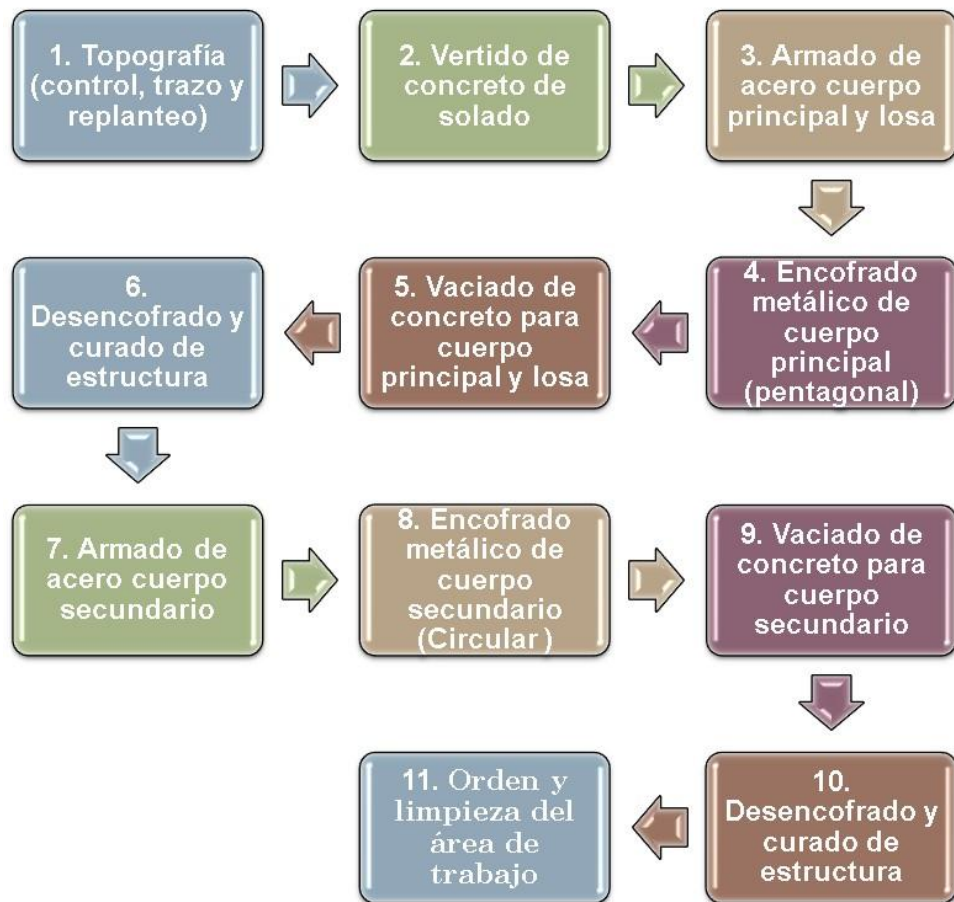 1. Topografía
(control, trazo y
replanteo)
2. Vertido de
concreto de
solado
3. Armado de
acero cuerpo
principal y losa
4. Encofrado
metálico de
cuerpo
principal
(pentagonal)
5. Vaciado de
concreto para
cuerpo
principal y losa
6.
Desencofrado y
curado de
estructura
7. Armado de
acero cuerpo
secundario
8. Encofrado
metálico de
cuerpo
secundario
(Circular)
9. Vaciado de
concreto para
cuerpo
secundario
10.
Desencofrado y
curado de
estructura
11. Orden y
limpieza del
área de
trabajo